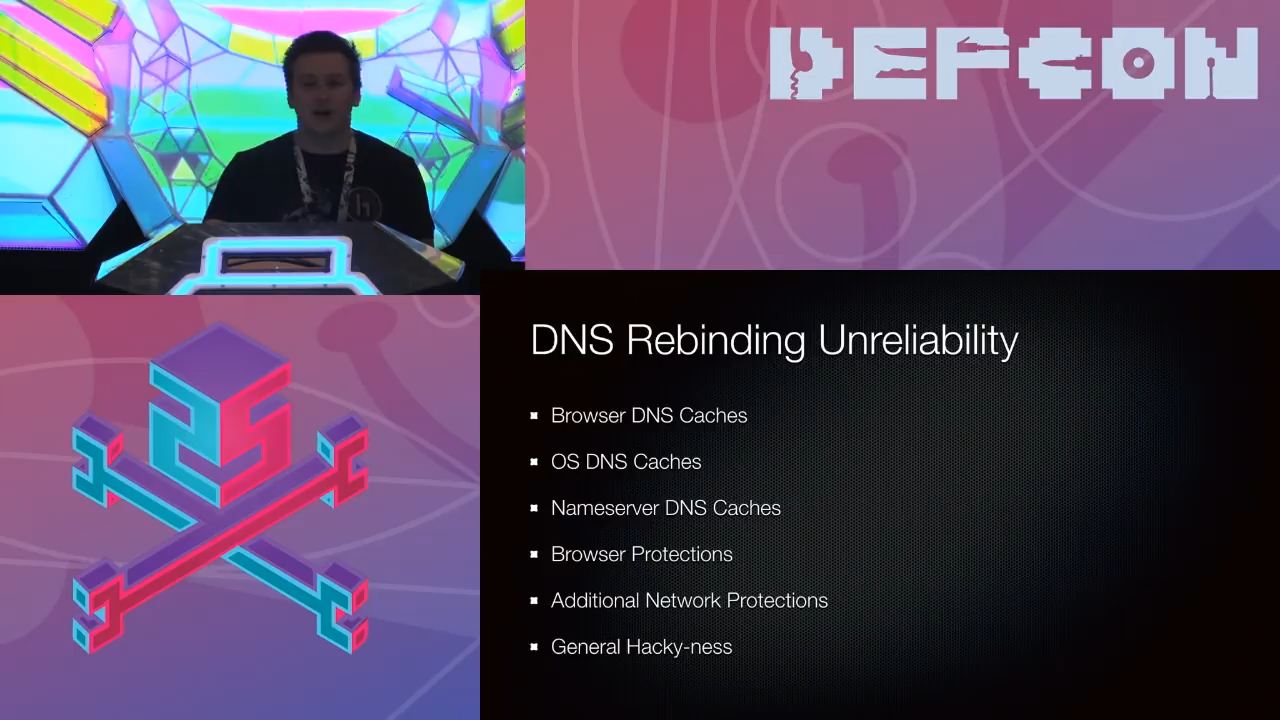 DEFCON
DNS Rebinding Unreliability
Browser DNS Caches
OS DNS Caches
Nameserver DNS Caches
Browser Protections
Additional Network Protections
General Hacky-ness